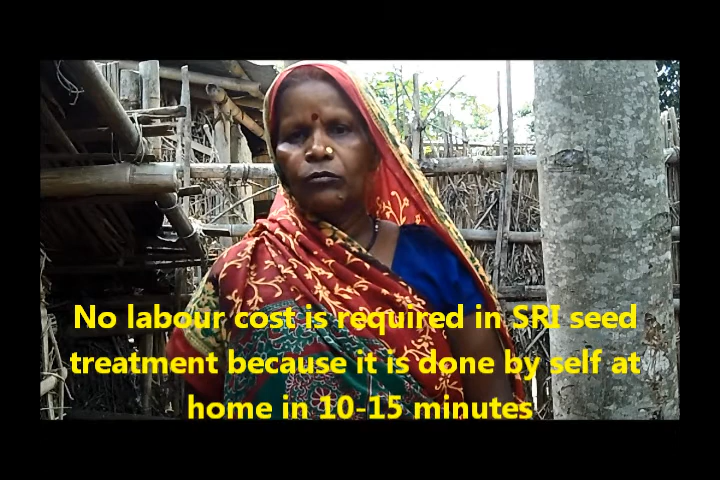 No labour cost is required in SRI seed
treatment because it is done by self at
home in 10-15 minutes